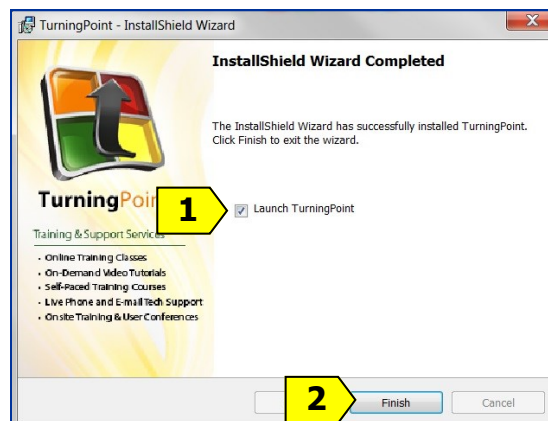 TurningPoint - InstallShield Wizard
InstallShield Wizard Completed
The InstallShield Wizard has successfully installed TurningPoint.
Click Finish to exit the wizard.
1
Launch TurningPoint
Training & Support Services
• Online Training Classes
• On-Demand Video Tutorials
• Self-Paced Training Courses
• Live Phone and E-mail Tech Support
• Onsite Training & User Conferences
2
Finish
Cancel